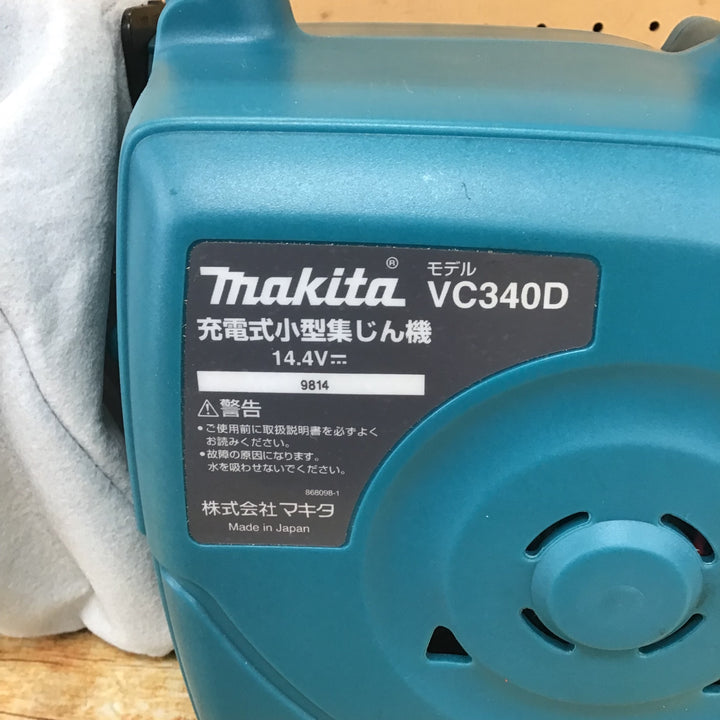 makita® モデル VC340D
充電式小型集じん機
14.4V⎓
9814
⚠警告
•ご使用前に取扱説明書を必ずよく
お読みください。
•故障の原因になります。
水を吸わせないでください。
868098-1
株式会社マキタ
Made in Japan